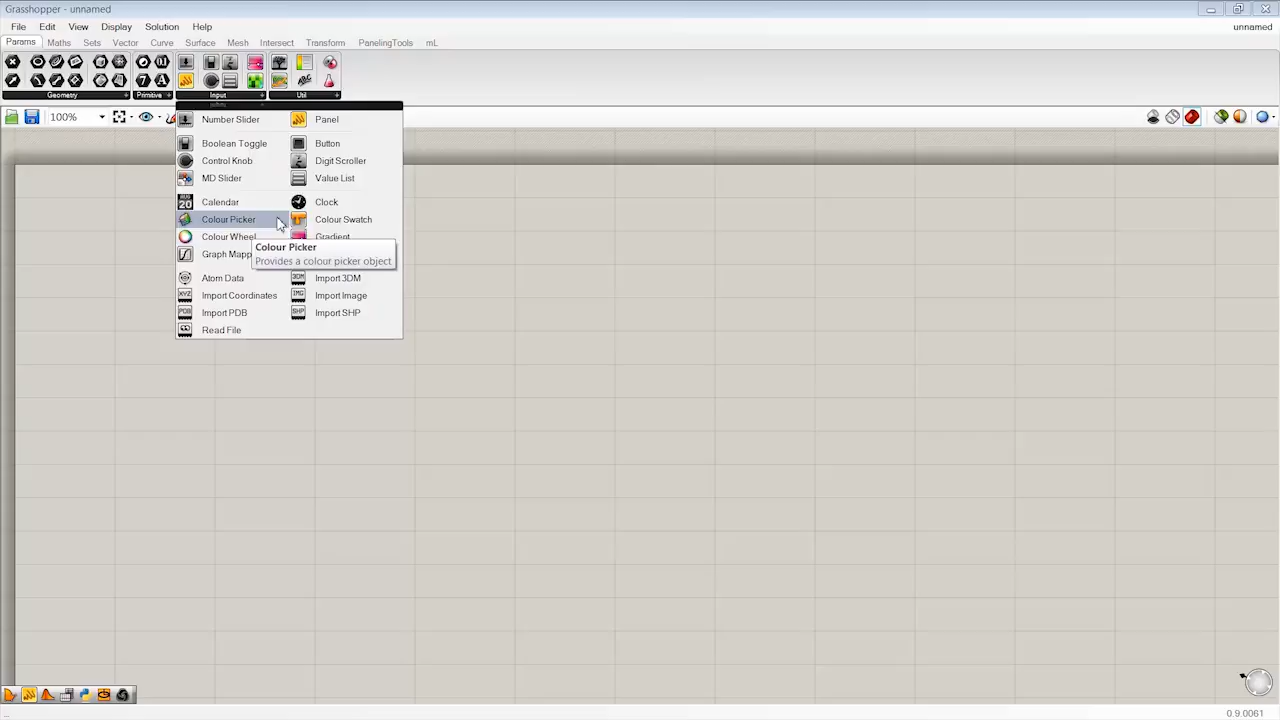 Grasshopper - unnamed
File Edit View Display Solution Help
unnamed
Params Maths Sets Vector Curve Surface Mesh Intersect Transform PanelingTools mL
Geometry Primitive Input Util
100%
Number Slider Panel
Boolean Toggle Button
Control Knob Digit Scroller
MD Slider Value List
Calendar Clock
Colour Picker Colour Swatch
Colour Wheel Gradient
Graph Mapp
Colour Picker
Provides a colour picker object
Atom Data Import 3DM
Import Coordinates Import Image
Import PDB Import SHP
Read File
0.9.0061